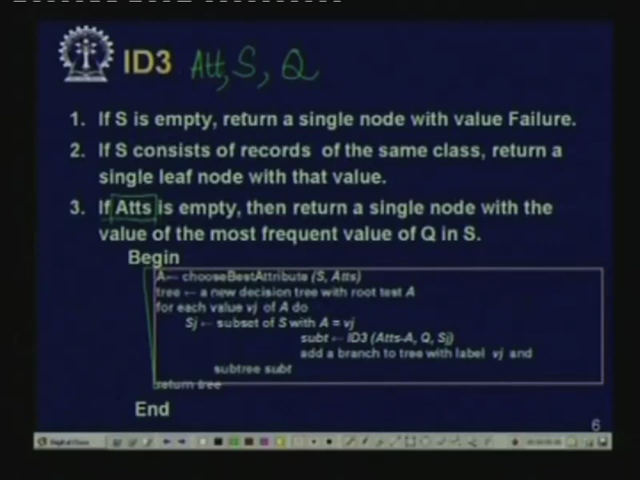 ID3 Att, S, Q
1. If S is empty, return a single node with value Failure.
2. If S consists of records of the same class, return a
single leaf node with that value.
3. If Atts is empty, then return a single node with the
value of the most frequent value of Q in S.
Begin
A← chooseBestAttribute (S, Atts)
tree ← a new decision tree with root test A
for each value vj of A do
Sj ← subset of S with A = vj
subt ← ID3 (Atts-A, Q, Sj)
add a branch to tree with label vj and
subtree subt
return tree
End
6